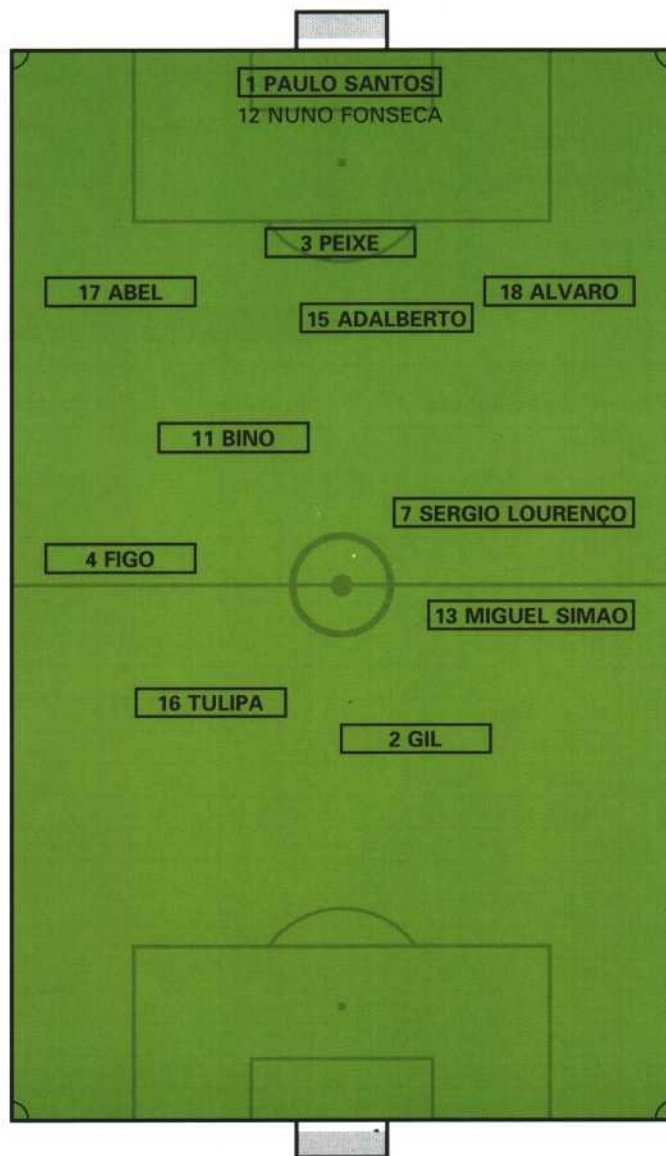 1 PAULO SANTOS
12 NUNO FONSECA
3 PEIXE
17 ABEL
18 ALVARO
15 ADALBERTO
11 BINO
7 SERGIO LOURENÇO
4 FIGO
13 MIGUEL SIMAO
16 TULIPA
2 GIL